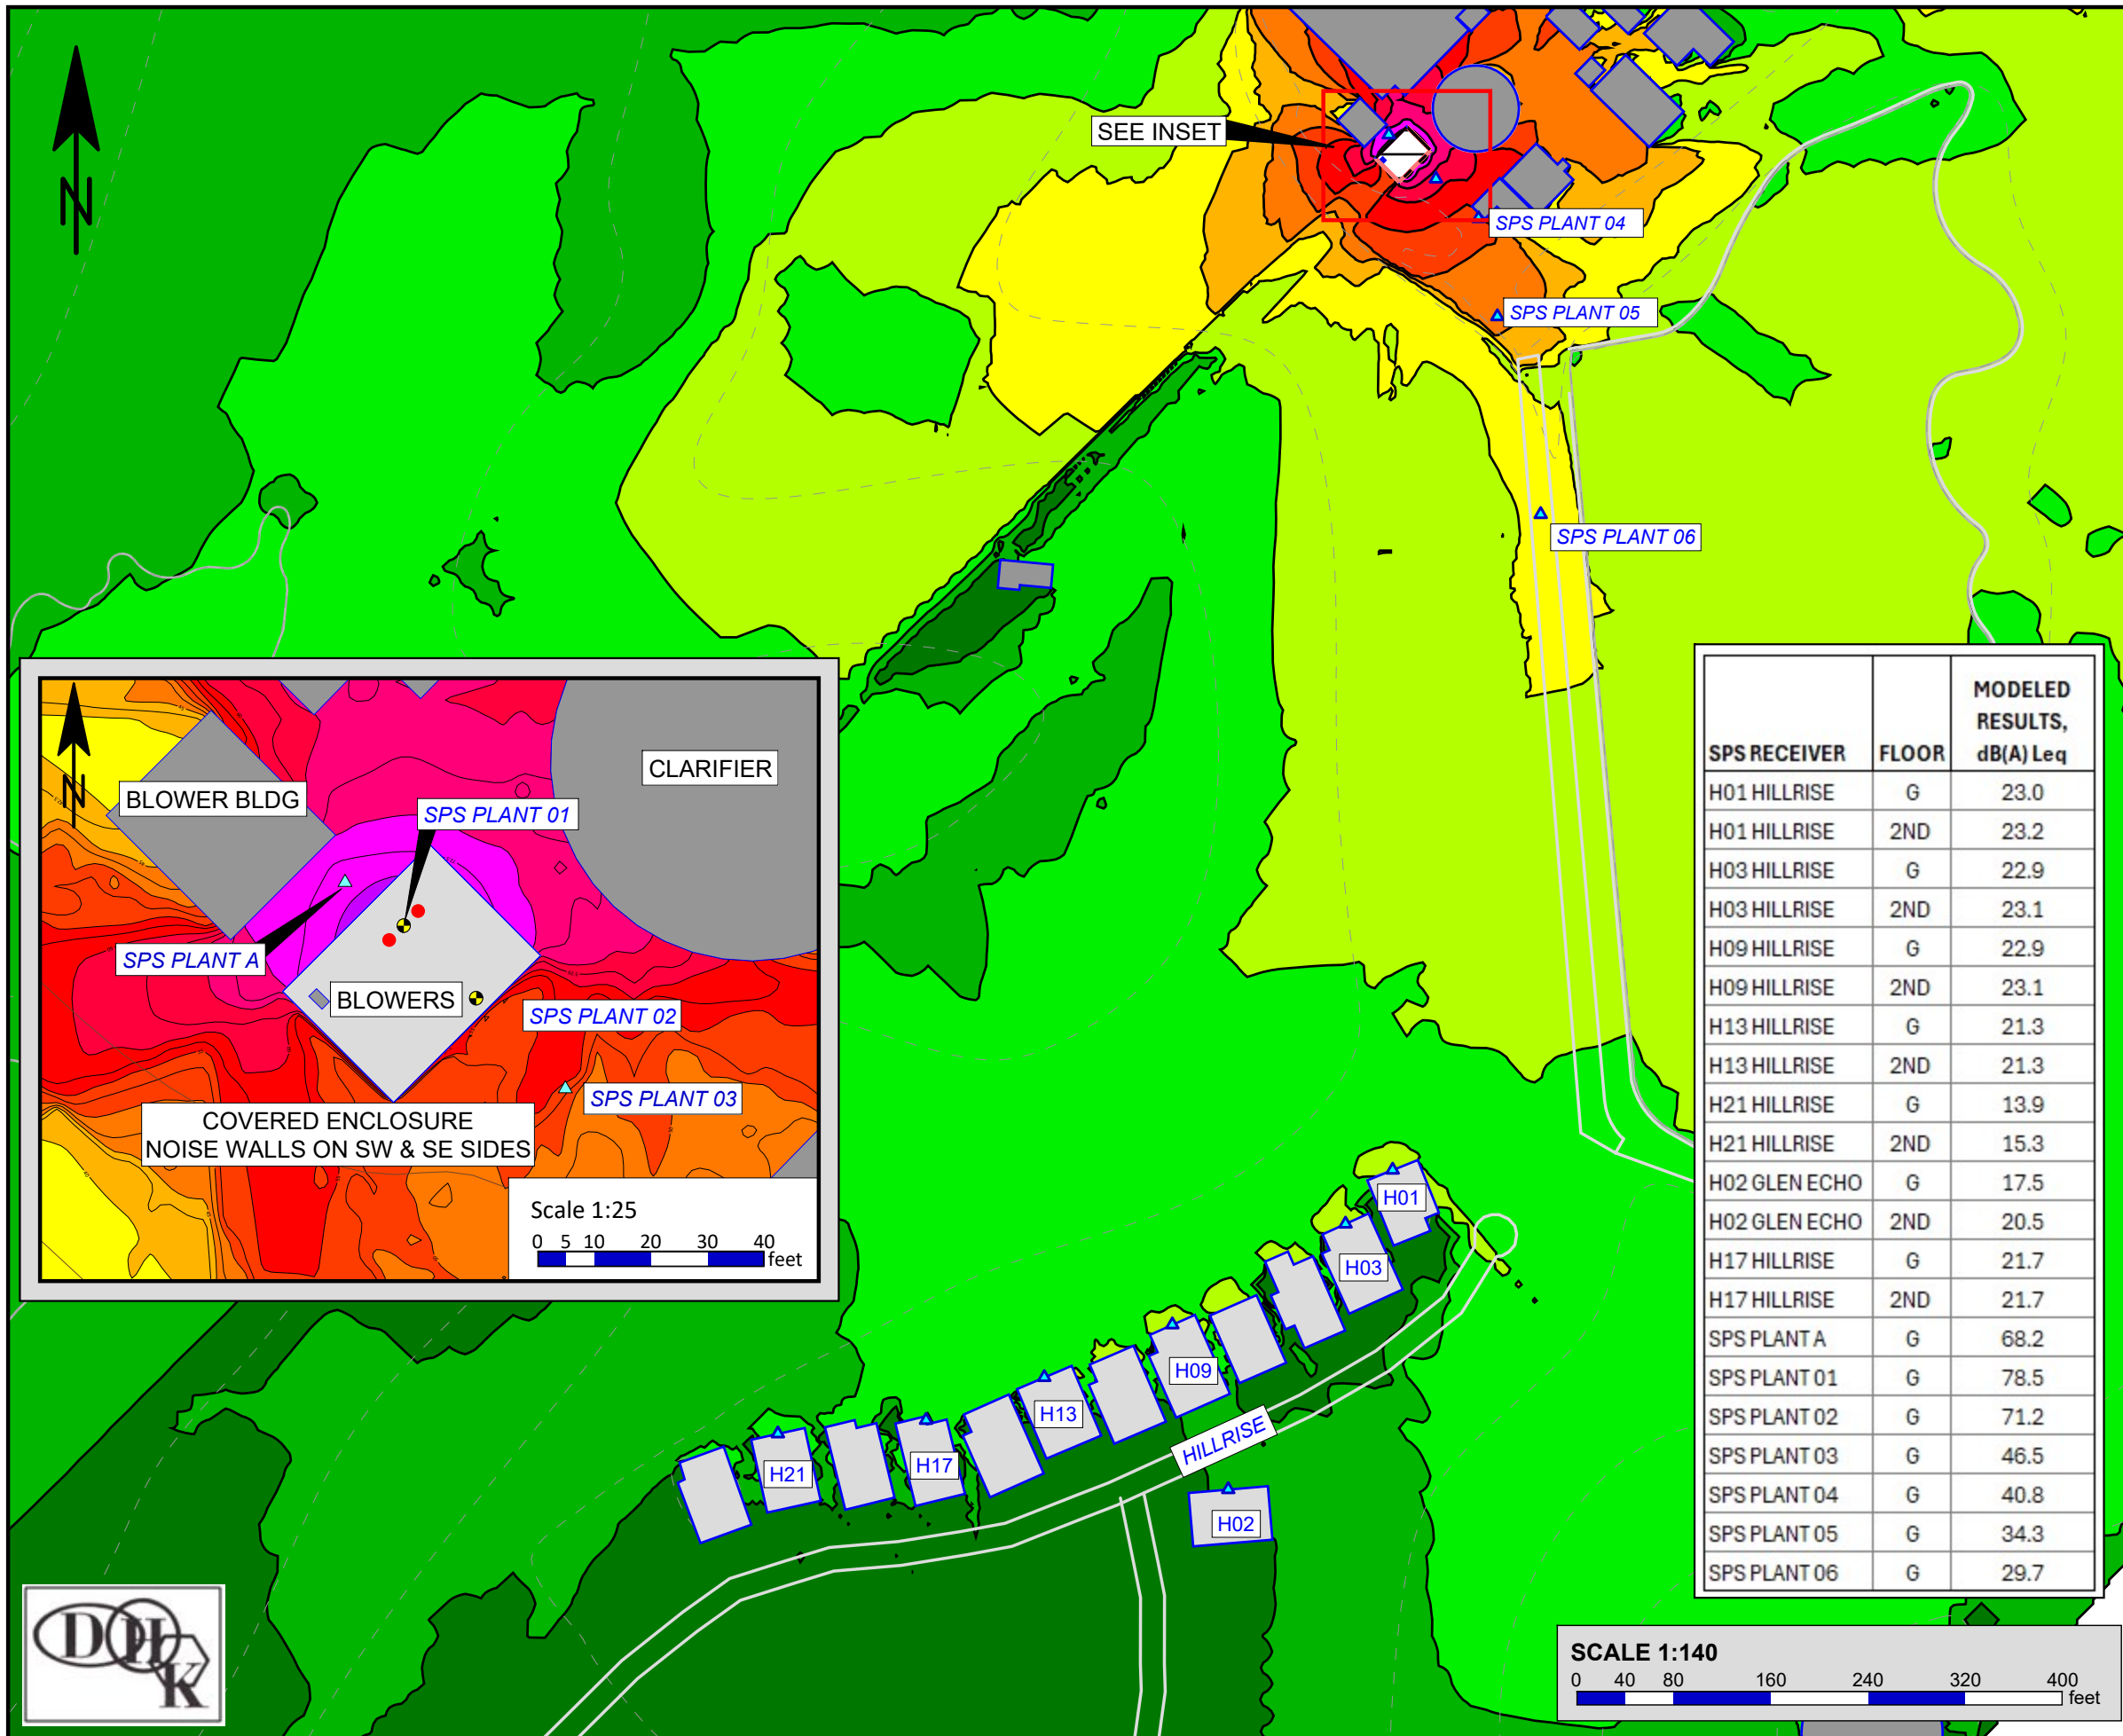 N
SEE INSET
SPS PLANT 04
SPS PLANT 05
SPS PLANT 06
N
BLOWER BLDG
CLARIFIER
SPS PLANT 01
SPS PLANT A
BLOWERS
SPS PLANT 02
SPS PLANT 03
COVERED ENCLOSURE
NOISE WALLS ON SW & SE SIDES
Scale 1:25
0 5 10 20 30 40
feet
SPS RECEIVER FLOOR MODELED RESULTS, dB(A) Leq
H01 HILLRISE G 23.0
H01 HILLRISE 2ND 23.2
H03 HILLRISE G 22.9
H03 HILLRISE 2ND 23.1
H09 HILLRISE G 22.9
H09 HILLRISE 2ND 23.1
H13 HILLRISE G 21.3
H13 HILLRISE 2ND 21.3
H21 HILLRISE G 13.9
H21 HILLRISE 2ND 15.3
H02 GLEN ECHO G 17.5
H02 GLEN ECHO 2ND 20.5
H17 HILLRISE G 21.7
H17 HILLRISE 2ND 21.7
SPS PLANT A G 68.2
SPS PLANT 01 G 78.5
SPS PLANT 02 G 71.2
SPS PLANT 03 G 46.5
SPS PLANT 04 G 40.8
SPS PLANT 05 G 34.3
SPS PLANT 06 G 29.7
H01
H03
H09
H13
H17
H21
HILLRISE
H02
DHK
SCALE 1:140
0 40 80 160 240 320 400
feet